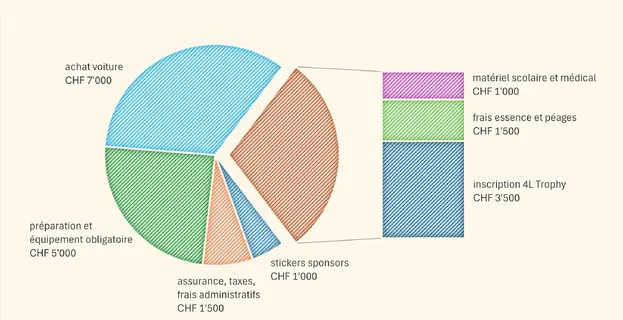 achat voiture
CHF 7'000
matériel scolaire et médical
CHF 1'000
frais essence et péages
CHF 1'500
inscription 4L Trophy
CHF 3'500
préparation et
équipement obligatoire
CHF 5'000
stickers sponsors
CHF 1'000
assurance, taxes,
frais administratifs
CHF 1'500